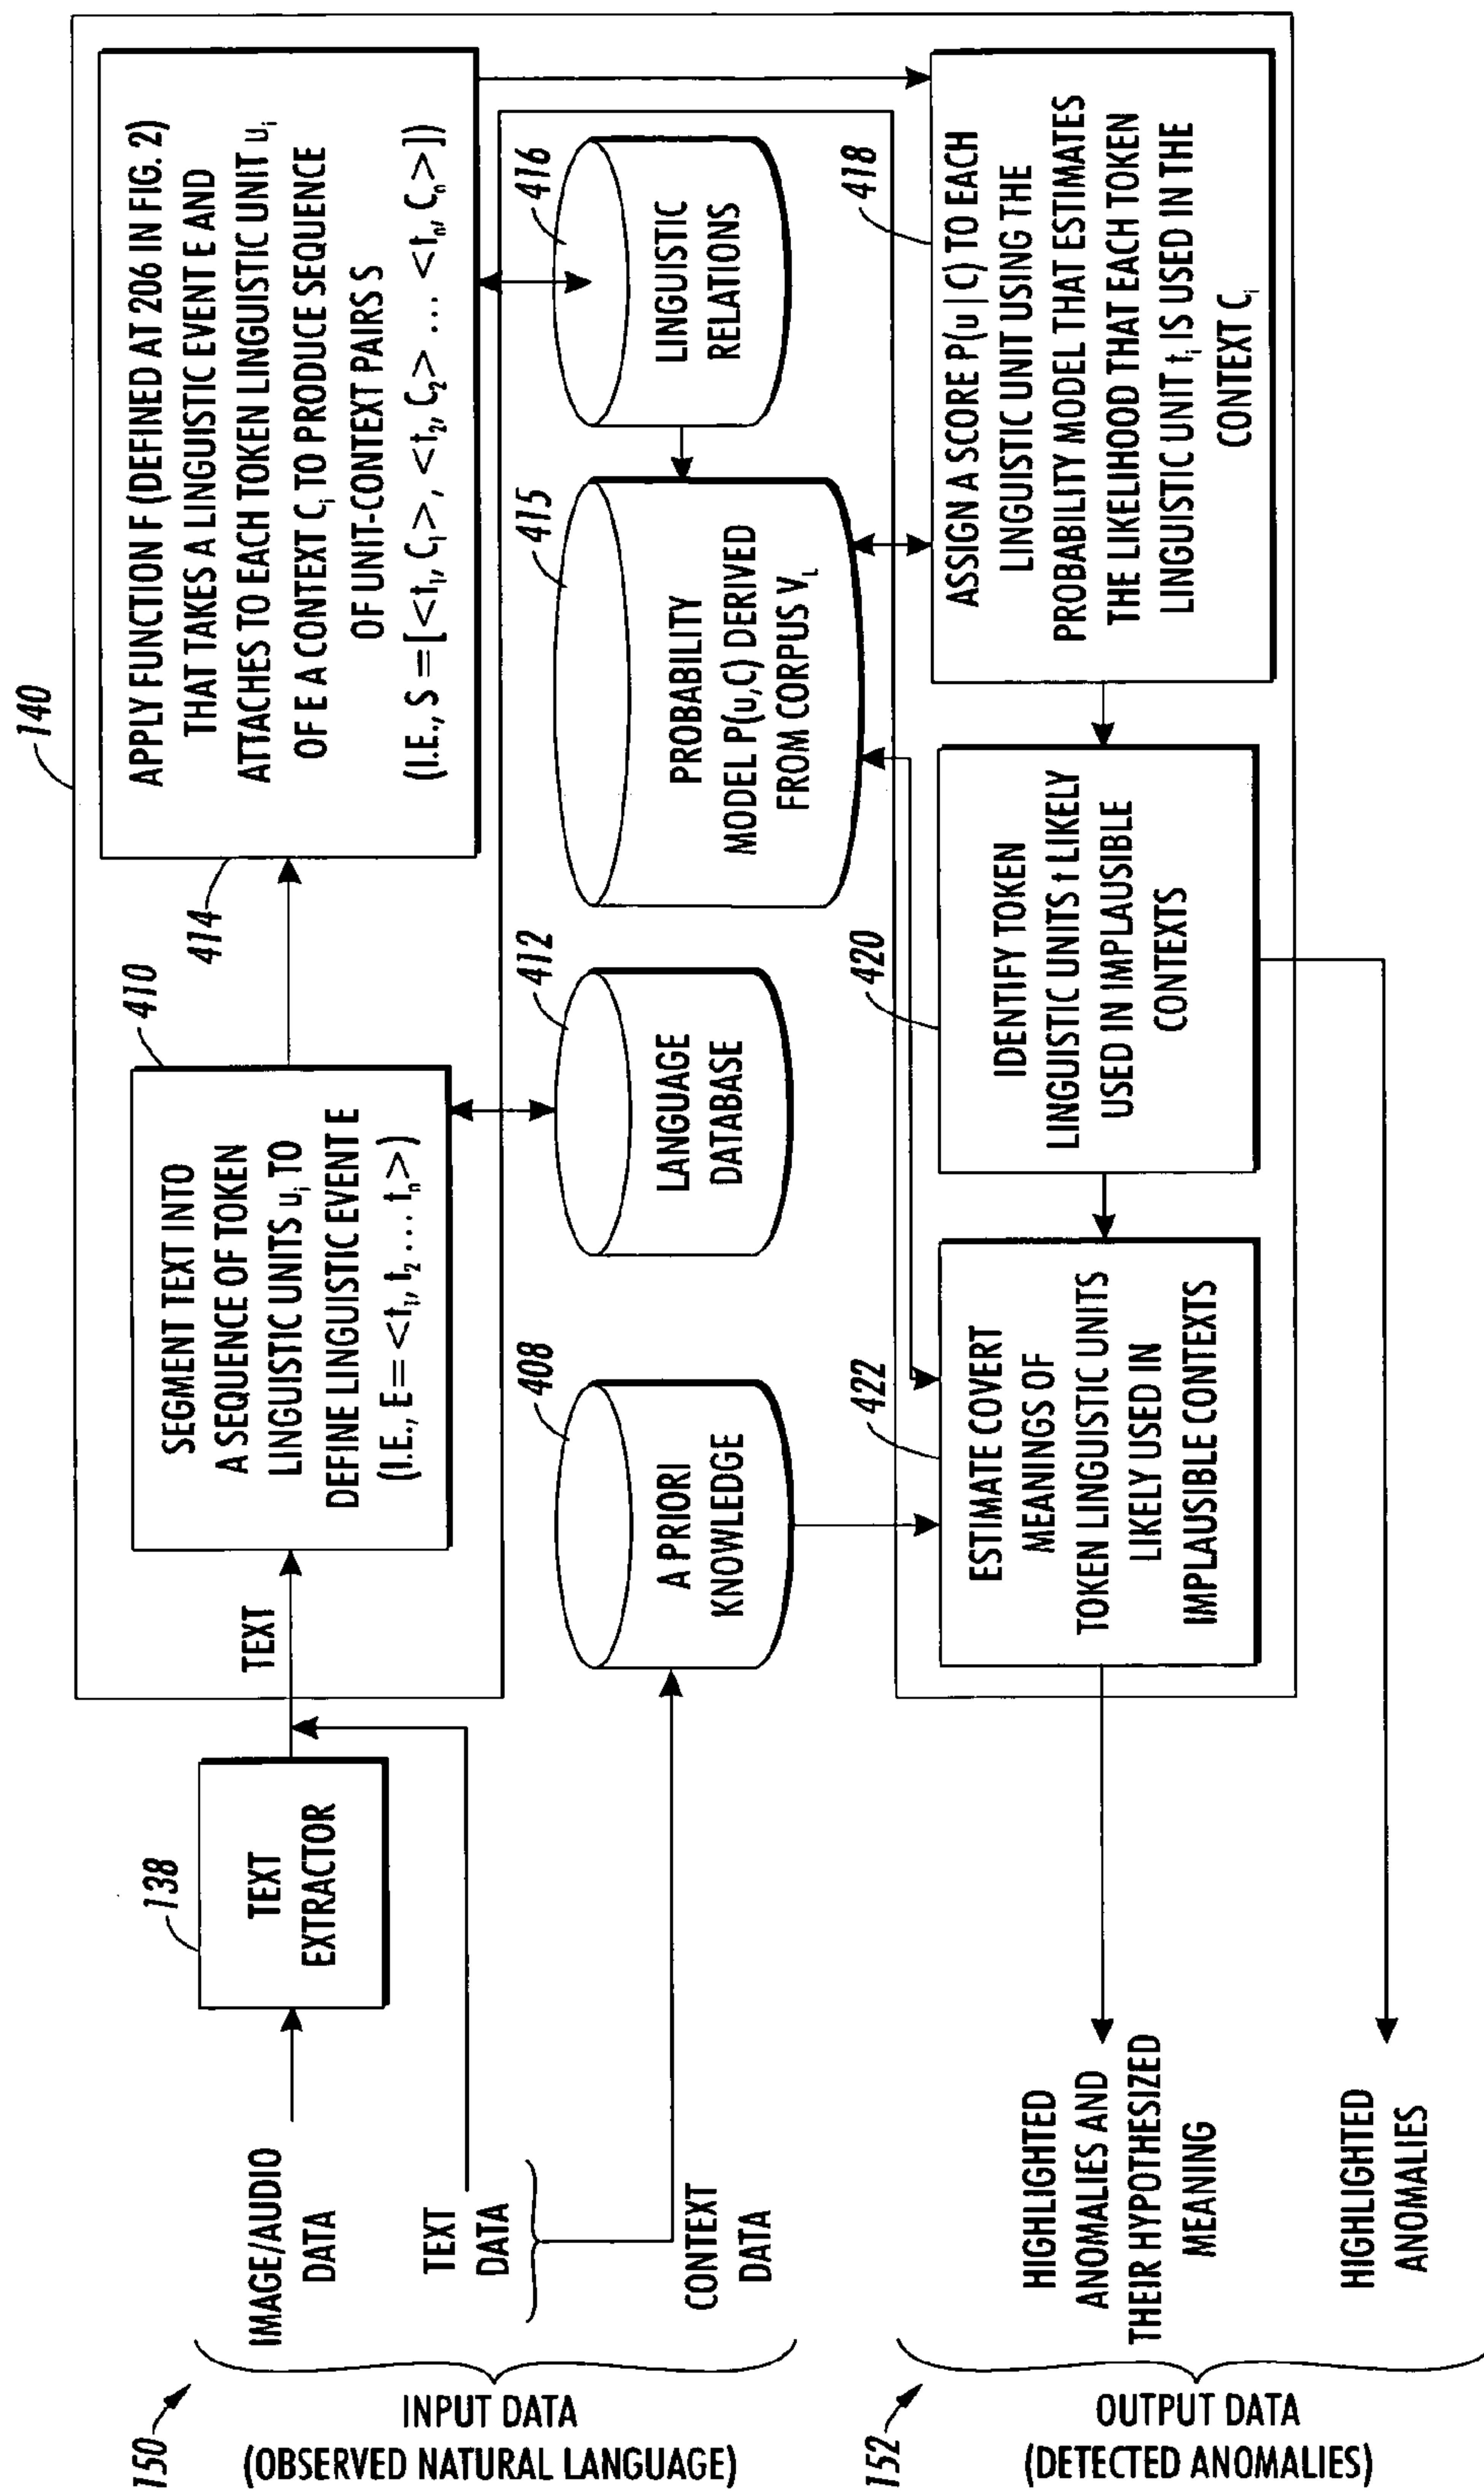 140
150
INPUT DATA
(OBSERVED NATURAL LANGUAGE)
IMAGE/AUDIO
DATA
TEXT
DATA
CONTEXT
DATA
138
TEXT
EXTRACTOR
TEXT
410
SEGMENT TEXT INTO
A SEQUENCE OF TOKEN
LINGUISTIC UNITS uᵢ TO
DEFINE LINGUISTIC EVENT E
(I.E., E = <t₁, t₂ ... tₙ>)
414
APPLY FUNCTION F (DEFINED AT 206 IN FIG. 2)
THAT TAKES A LINGUISTIC EVENT E AND
ATTACHES TO EACH TOKEN LINGUISTIC UNIT uᵢ
OF E A CONTEXT Cᵢ TO PRODUCE SEQUENCE
OF UNIT-CONTEXT PAIRS S
(I.E., S = [<t₁, C₁>, <t₂, C₂> ... <tₙ, Cₙ>])
408
A PRIORI
KNOWLEDGE
412
LANGUAGE
DATABASE
415
PROBABILITY
MODEL P(u,C) DERIVED
FROM CORPUS V_L
416
LINGUISTIC
RELATIONS
152
OUTPUT DATA
(DETECTED ANOMALIES)
HIGHLIGHTED
ANOMALIES AND
THEIR HYPOTHESIZED
MEANING
HIGHLIGHTED
ANOMALIES
422
ESTIMATE COVERT
MEANINGS OF
TOKEN LINGUISTIC UNITS
LIKELY USED IN
IMPLAUSIBLE CONTEXTS
420
IDENTIFY TOKEN
LINGUISTIC UNITS t LIKELY
USED IN IMPLAUSIBLE
CONTEXTS
418
ASSIGN A SCORE P(u | C) TO EACH
LINGUISTIC UNIT USING THE
PROBABILITY MODEL THAT ESTIMATES
THE LIKELIHOOD THAT EACH TOKEN
LINGUISTIC UNIT tᵢ IS USED IN THE
CONTEXT Cᵢ